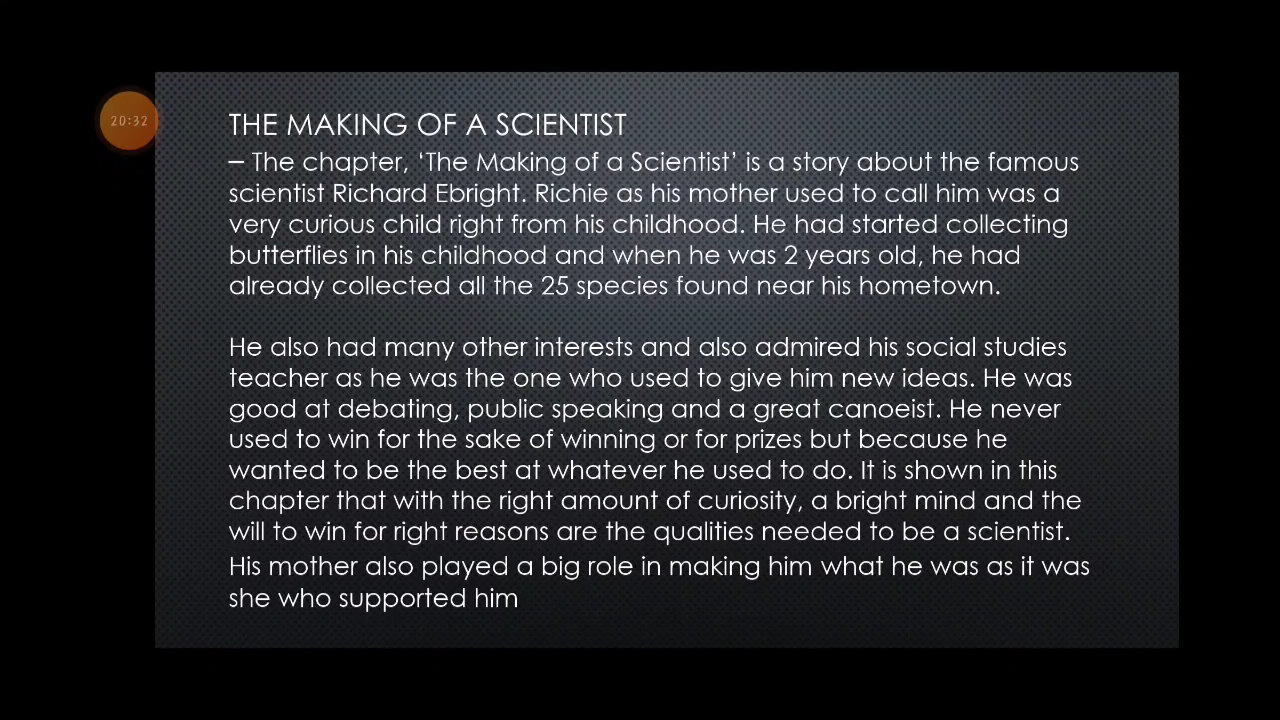 20:32
THE MAKING OF A SCIENTIST
– The chapter, ‘The Making of a Scientist’ is a story about the famous
scientist Richard Ebright. Richie as his mother used to call him was a
very curious child right from his childhood. He had started collecting
butterflies in his childhood and when he was 2 years old, he had
already collected all the 25 species found near his hometown.
He also had many other interests and also admired his social studies
teacher as he was the one who used to give him new ideas. He was
good at debating, public speaking and a great canoeist. He never
used to win for the sake of winning or for prizes but because he
wanted to be the best at whatever he used to do. It is shown in this
chapter that with the right amount of curiosity, a bright mind and the
will to win for right reasons are the qualities needed to be a scientist.
His mother also played a big role in making him what he was as it was
she who supported him